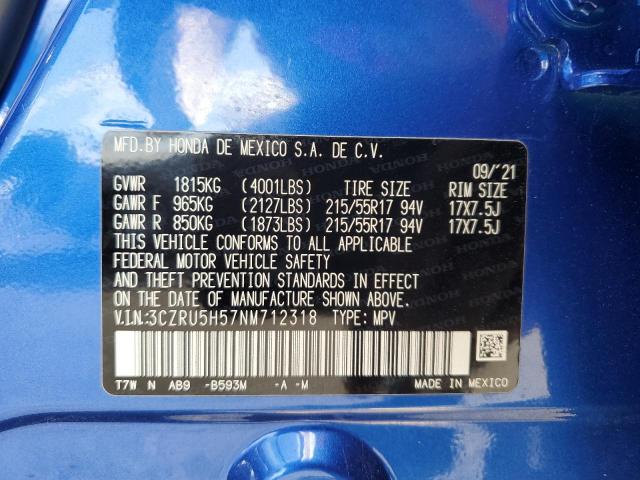 MFD.BY HONDA DE MEXICO S.A. DE C.V.
09/'21
GVWR 1815KG (4001LBS) TIRE SIZE RIM SIZE
GAWR F 965KG (2127LBS) 215/55R17 94V 17X7.5J
GAWR R 850KG (1873LBS) 215/55R17 94V 17X7.5J
THIS VEHICLE CONFORMS TO ALL APPLICABLE
FEDERAL MOTOR VEHICLE SAFETY
AND THEFT PREVENTION STANDARDS IN EFFECT
ON THE DATE OF MANUFACTURE SHOWN ABOVE.
V.IN:3CZRU5H57NM712318 TYPE: MPV
T7W N AB9 -B593M -A -M MADE IN MEXICO